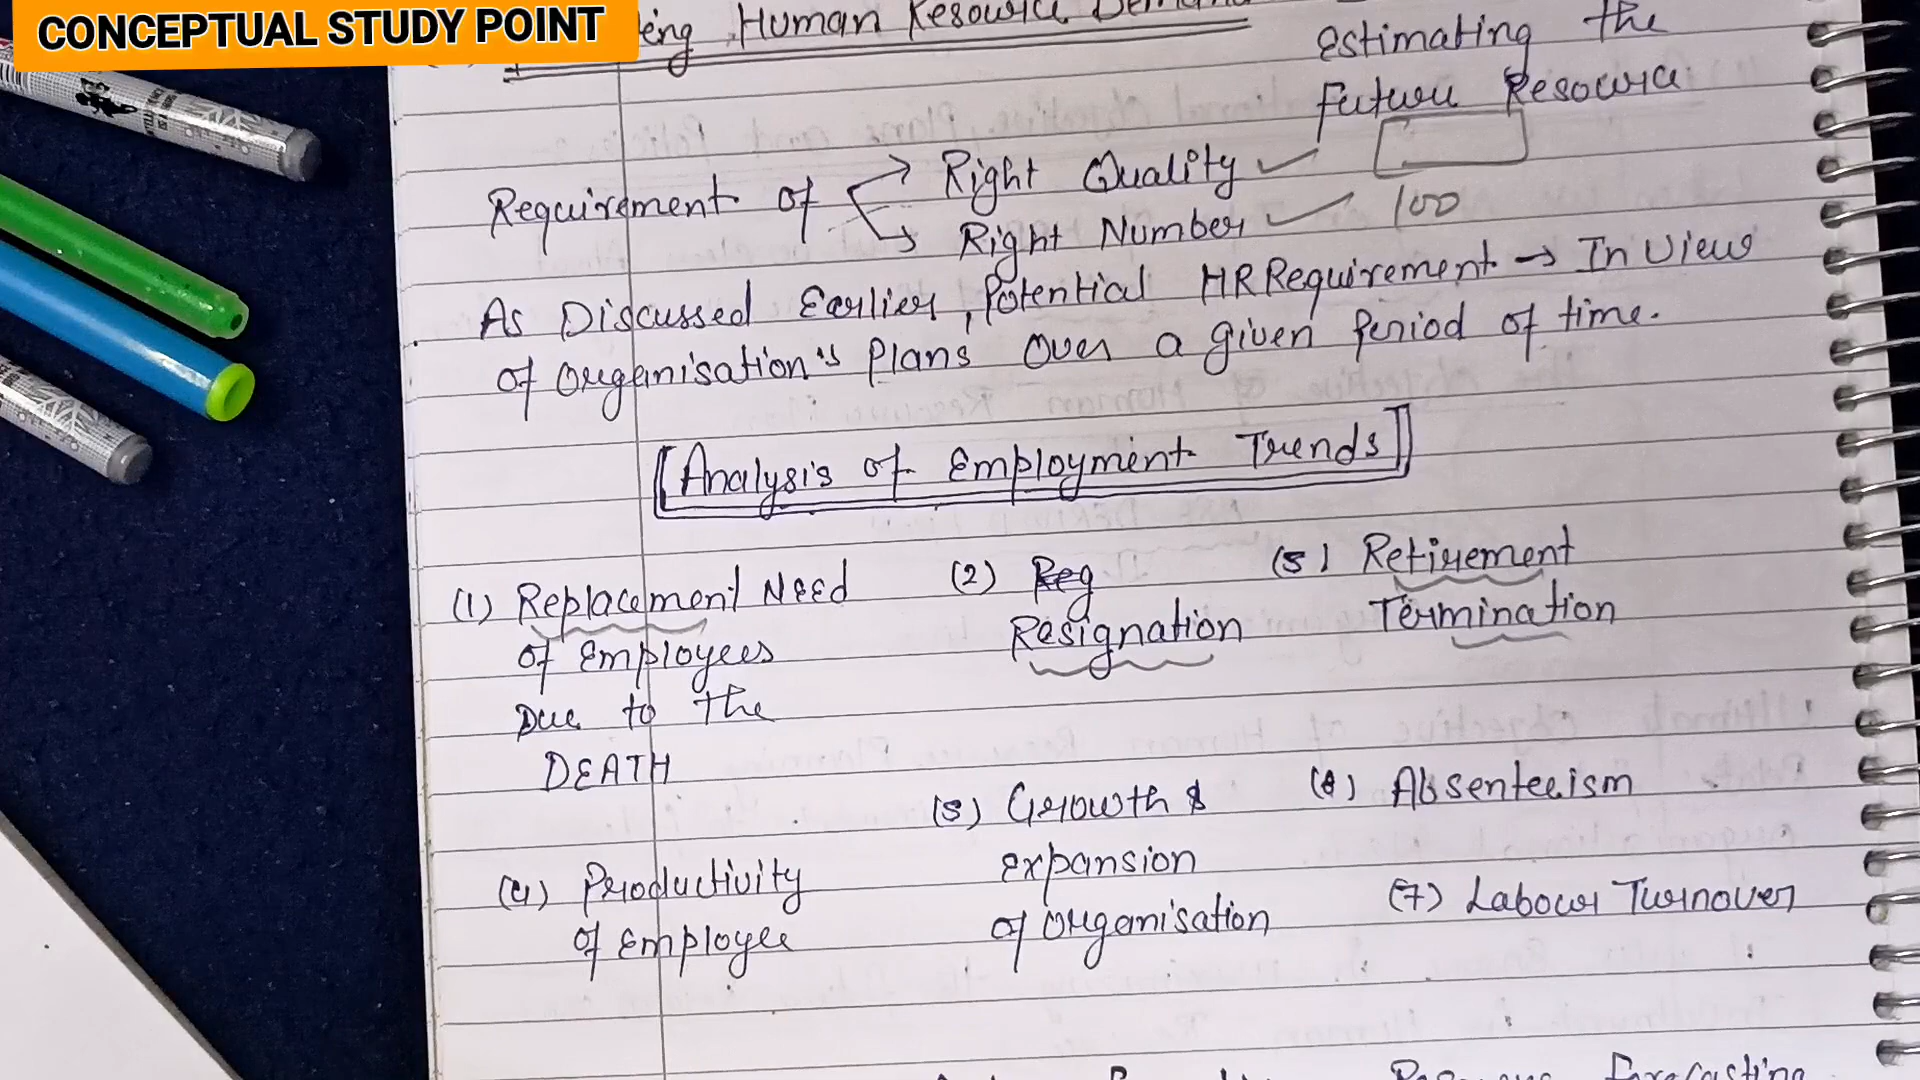 CONCEPTUAL STUDY POINT
Human Resource
estimating the
future Resource
Requirement of → Right Quality ✓
→ Right Number ✓ 100
As Discussed Earlier, Potential HR Requirement → In View
of Organisation's Plans Over a given Period of time.
[Analysis of Employment Trends]
(1) Replacement Need
of Employees
Due to the
DEATH
(2) Reg
Resignation
(3) Retirement
Termination
(4) Productivity
of Employee
(5) Growth &
expansion
of Organisation
(6) Absenteeism
(7) Labour Turnover
Forecasting